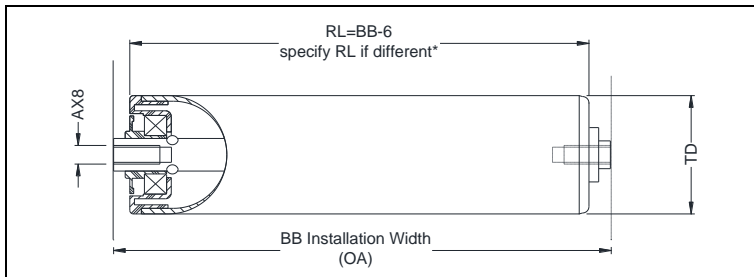 RL=BB-6
specify RL if different*
AX8
TD
BB Installation Width
(OA)